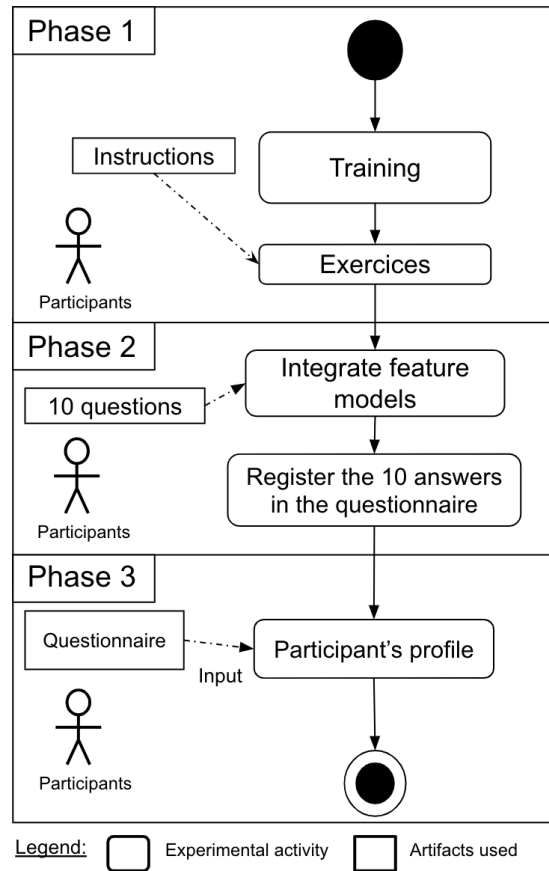 Phase 1
Instructions
Training
Exercices
Participants
Phase 2
Integrate feature
models
10 questions
Register the 10 answers
in the questionnaire
Participants
Phase 3
Questionnaire
Participant's profile
Input
Participants
Legend:
Experimental activity
Artifacts used